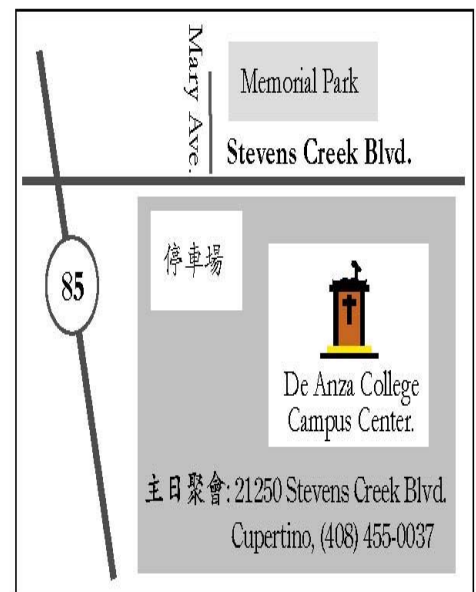 Mary Ave.
Memorial Park
Stevens Creek Blvd.
85
停車場
De Anza College
Campus Center.
主日聚會: 21250 Stevens Creek Blvd.
Cupertino, (408) 455-0037